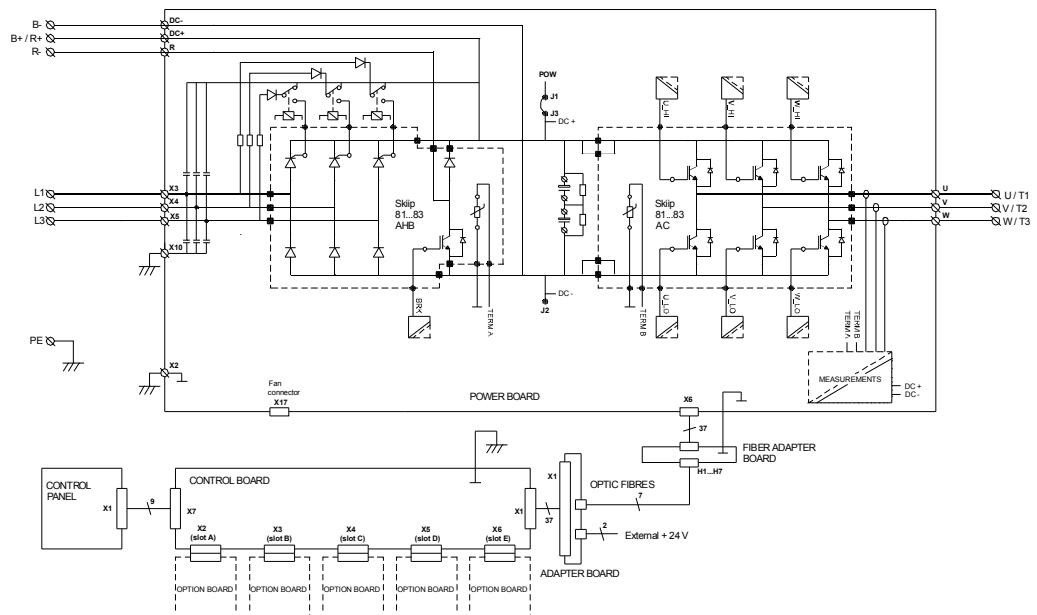 B-
B+ / R+
R-
DC-
DC+
R
POW
J1
J3
DC +
U_HI
V_HI
W_HI
L1
L2
L3
X3
X4
X5
X10
Skiip
81...83
AHB
Skiip
81...83
AC
U
V
W
U / T1
V / T2
W / T3
BRK
TERM A
DC -
J2
TERM B
U_LO
V_LO
W_LO
TERM A
TERM B
PE
X2
MEASUREMENTS
DC +
DC -
Fan
connector
X17
POWER BOARD
X6
37
FIBER ADAPTER
BOARD
H1...H7
CONTROL
PANEL
X1
9
X7
CONTROL BOARD
X1
37
X1
OPTIC FIBRES
7
2
External + 24 V
ADAPTER BOARD
X2
(slot A)
X3
(slot B)
X4
(slot C)
X5
(slot D)
X6
(slot E)
OPTION BOARD
OPTION BOARD
OPTION BOARD
OPTION BOARD
OPTION BOARD